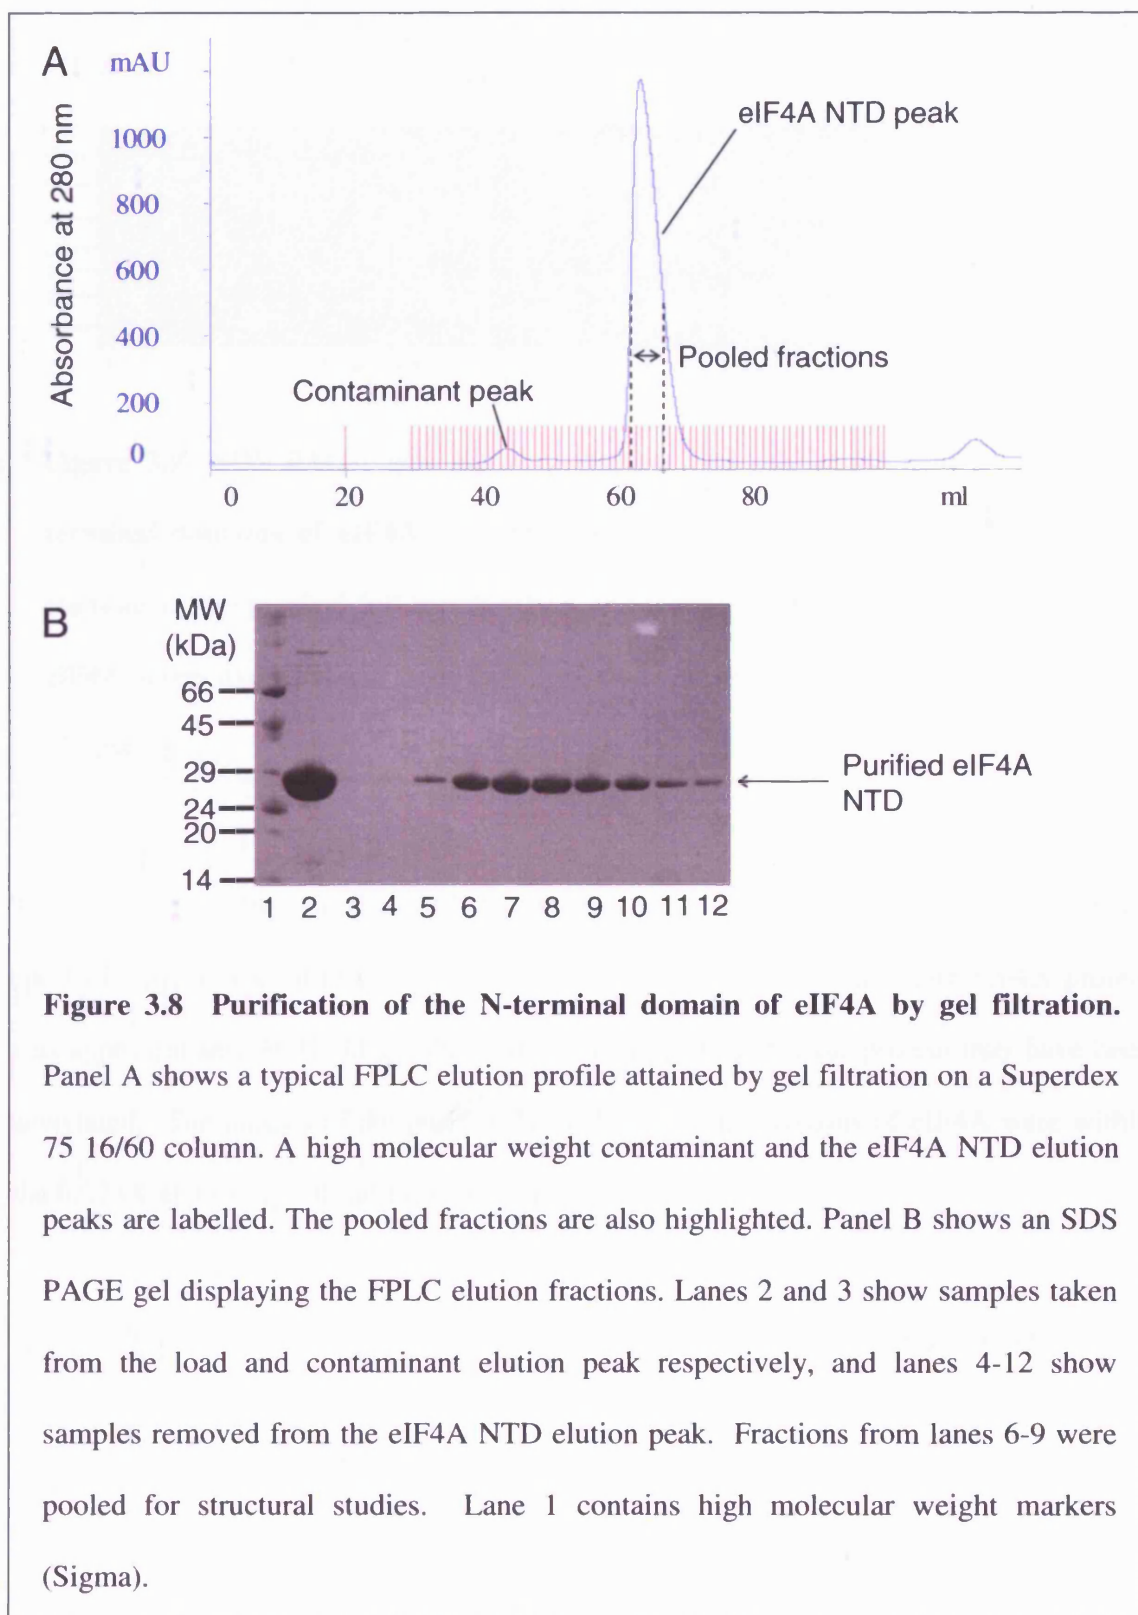 A
mAU
Absorbance at 280 nm
1000
800
600
400
200
0
eIF4A NTD peak
Pooled fractions
Contaminant peak
0 20 40 60 80 ml
B
MW
(kDa)
66
45
29
24
20
14
Purified eIF4A
NTD
1 2 3 4 5 6 7 8 9 10 11 12
Figure 3.8 Purification of the N-terminal domain of eIF4A by gel filtration.
Panel A shows a typical FPLC elution profile attained by gel filtration on a Superdex
75 16/60 column. A high molecular weight contaminant and the eIF4A NTD elution
peaks are labelled. The pooled fractions are also highlighted. Panel B shows an SDS
PAGE gel displaying the FPLC elution fractions. Lanes 2 and 3 show samples taken
from the load and contaminant elution peak respectively, and lanes 4-12 show
samples removed from the eIF4A NTD elution peak. Fractions from lanes 6-9 were
pooled for structural studies. Lane 1 contains high molecular weight markers
(Sigma).